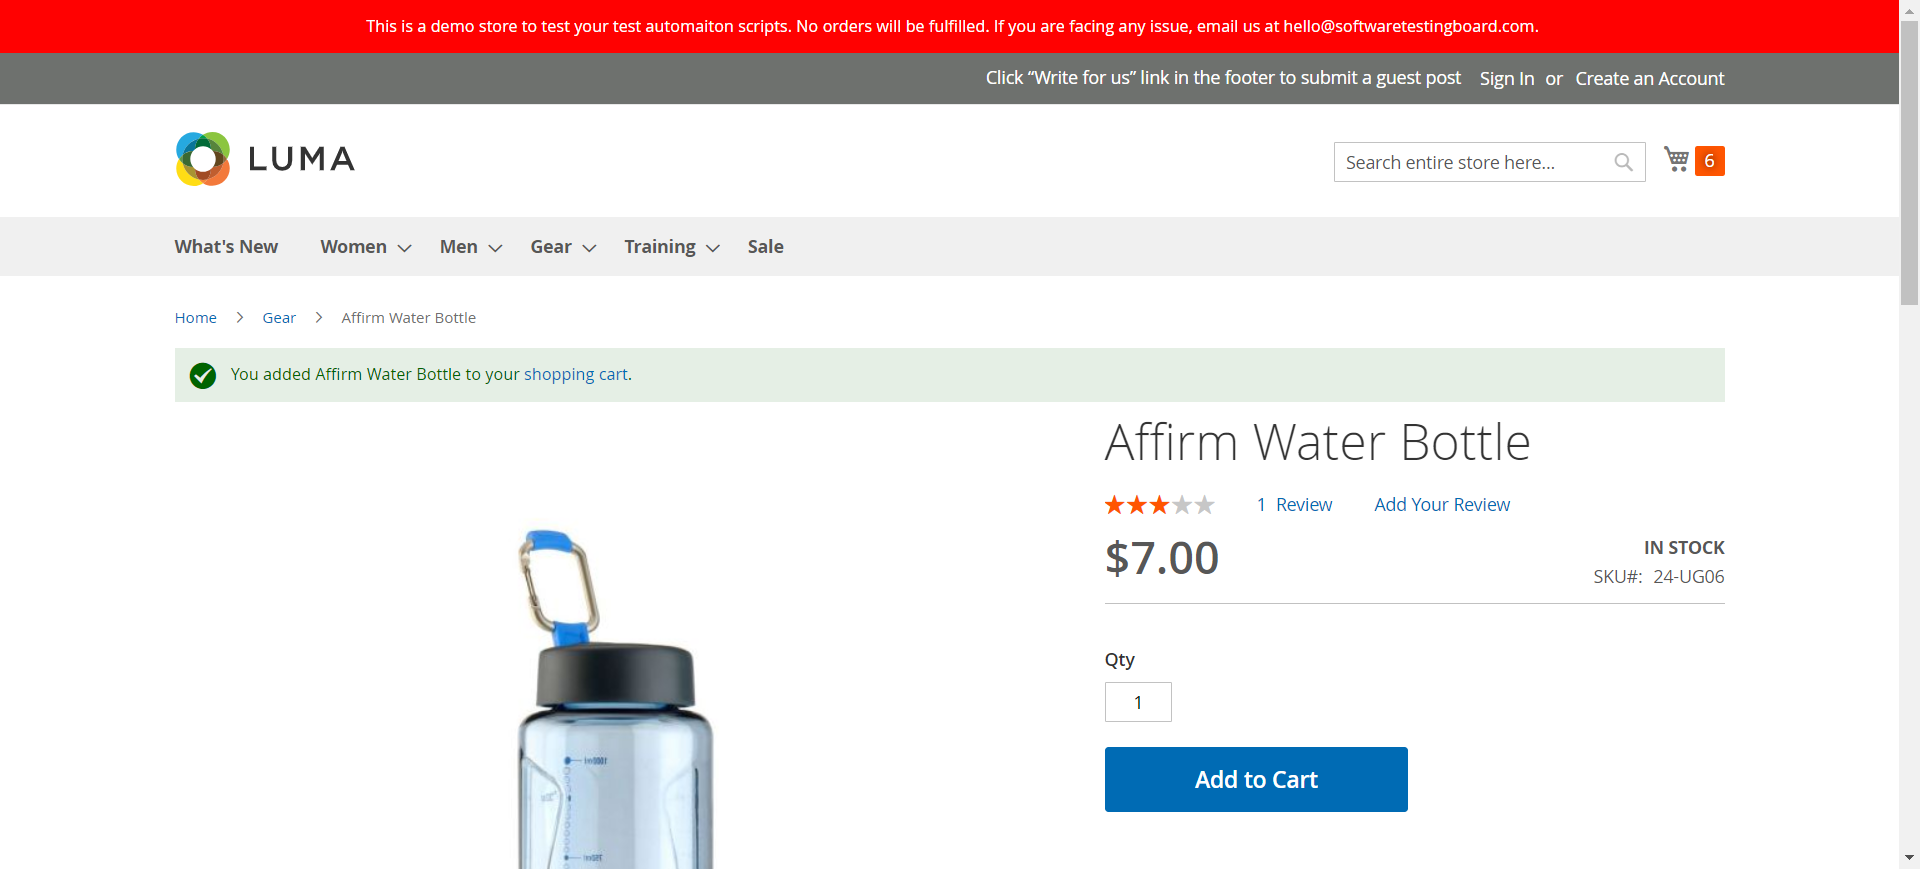 This is a demo store to test your test automaiton scripts. No orders will be fulfilled. If you are facing any issue, email us at hello@softwaretestingboard.com.
Click “Write for us” link in the footer to submit a guest post Sign In or Create an Account
LUMA
Search entire store here...
6
What's New Women Men Gear Training Sale
Home Gear Affirm Water Bottle
You added Affirm Water Bottle to your shopping cart.
Affirm Water Bottle
1 Review Add Your Review
$7.00
IN STOCK
SKU#: 24-UG06
Qty
1
Add to Cart